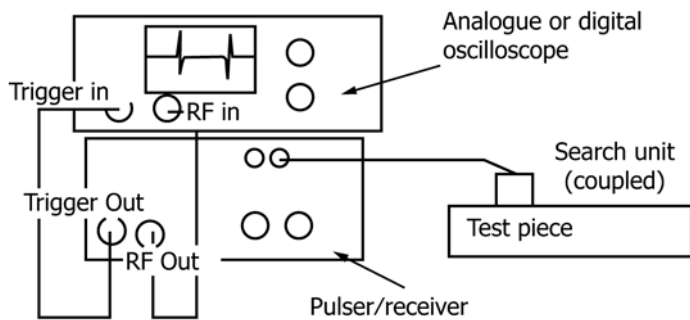 Analogue or digital
oscilloscope
Trigger in
RF in
Search unit
(coupled)
Trigger Out
Test piece
RF Out
Pulser/receiver